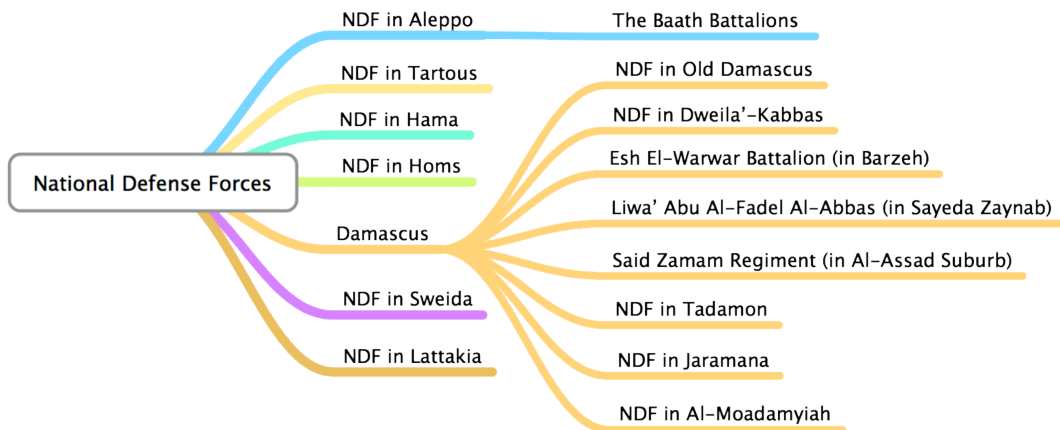 National Defense Forces
NDF in Aleppo
The Baath Battalions
NDF in Tartous
NDF in Hama
NDF in Homs
Damascus
NDF in Old Damascus
NDF in Dweila’-Kabbas
Esh El-Warwar Battalion (in Barzeh)
Liwa’ Abu Al-Fadel Al-Abbas (in Sayeda Zaynab)
Said Zamam Regiment (in Al-Assad Suburb)
NDF in Tadamon
NDF in Jaramana
NDF in Al-Moadamyiah
NDF in Sweida
NDF in Lattakia